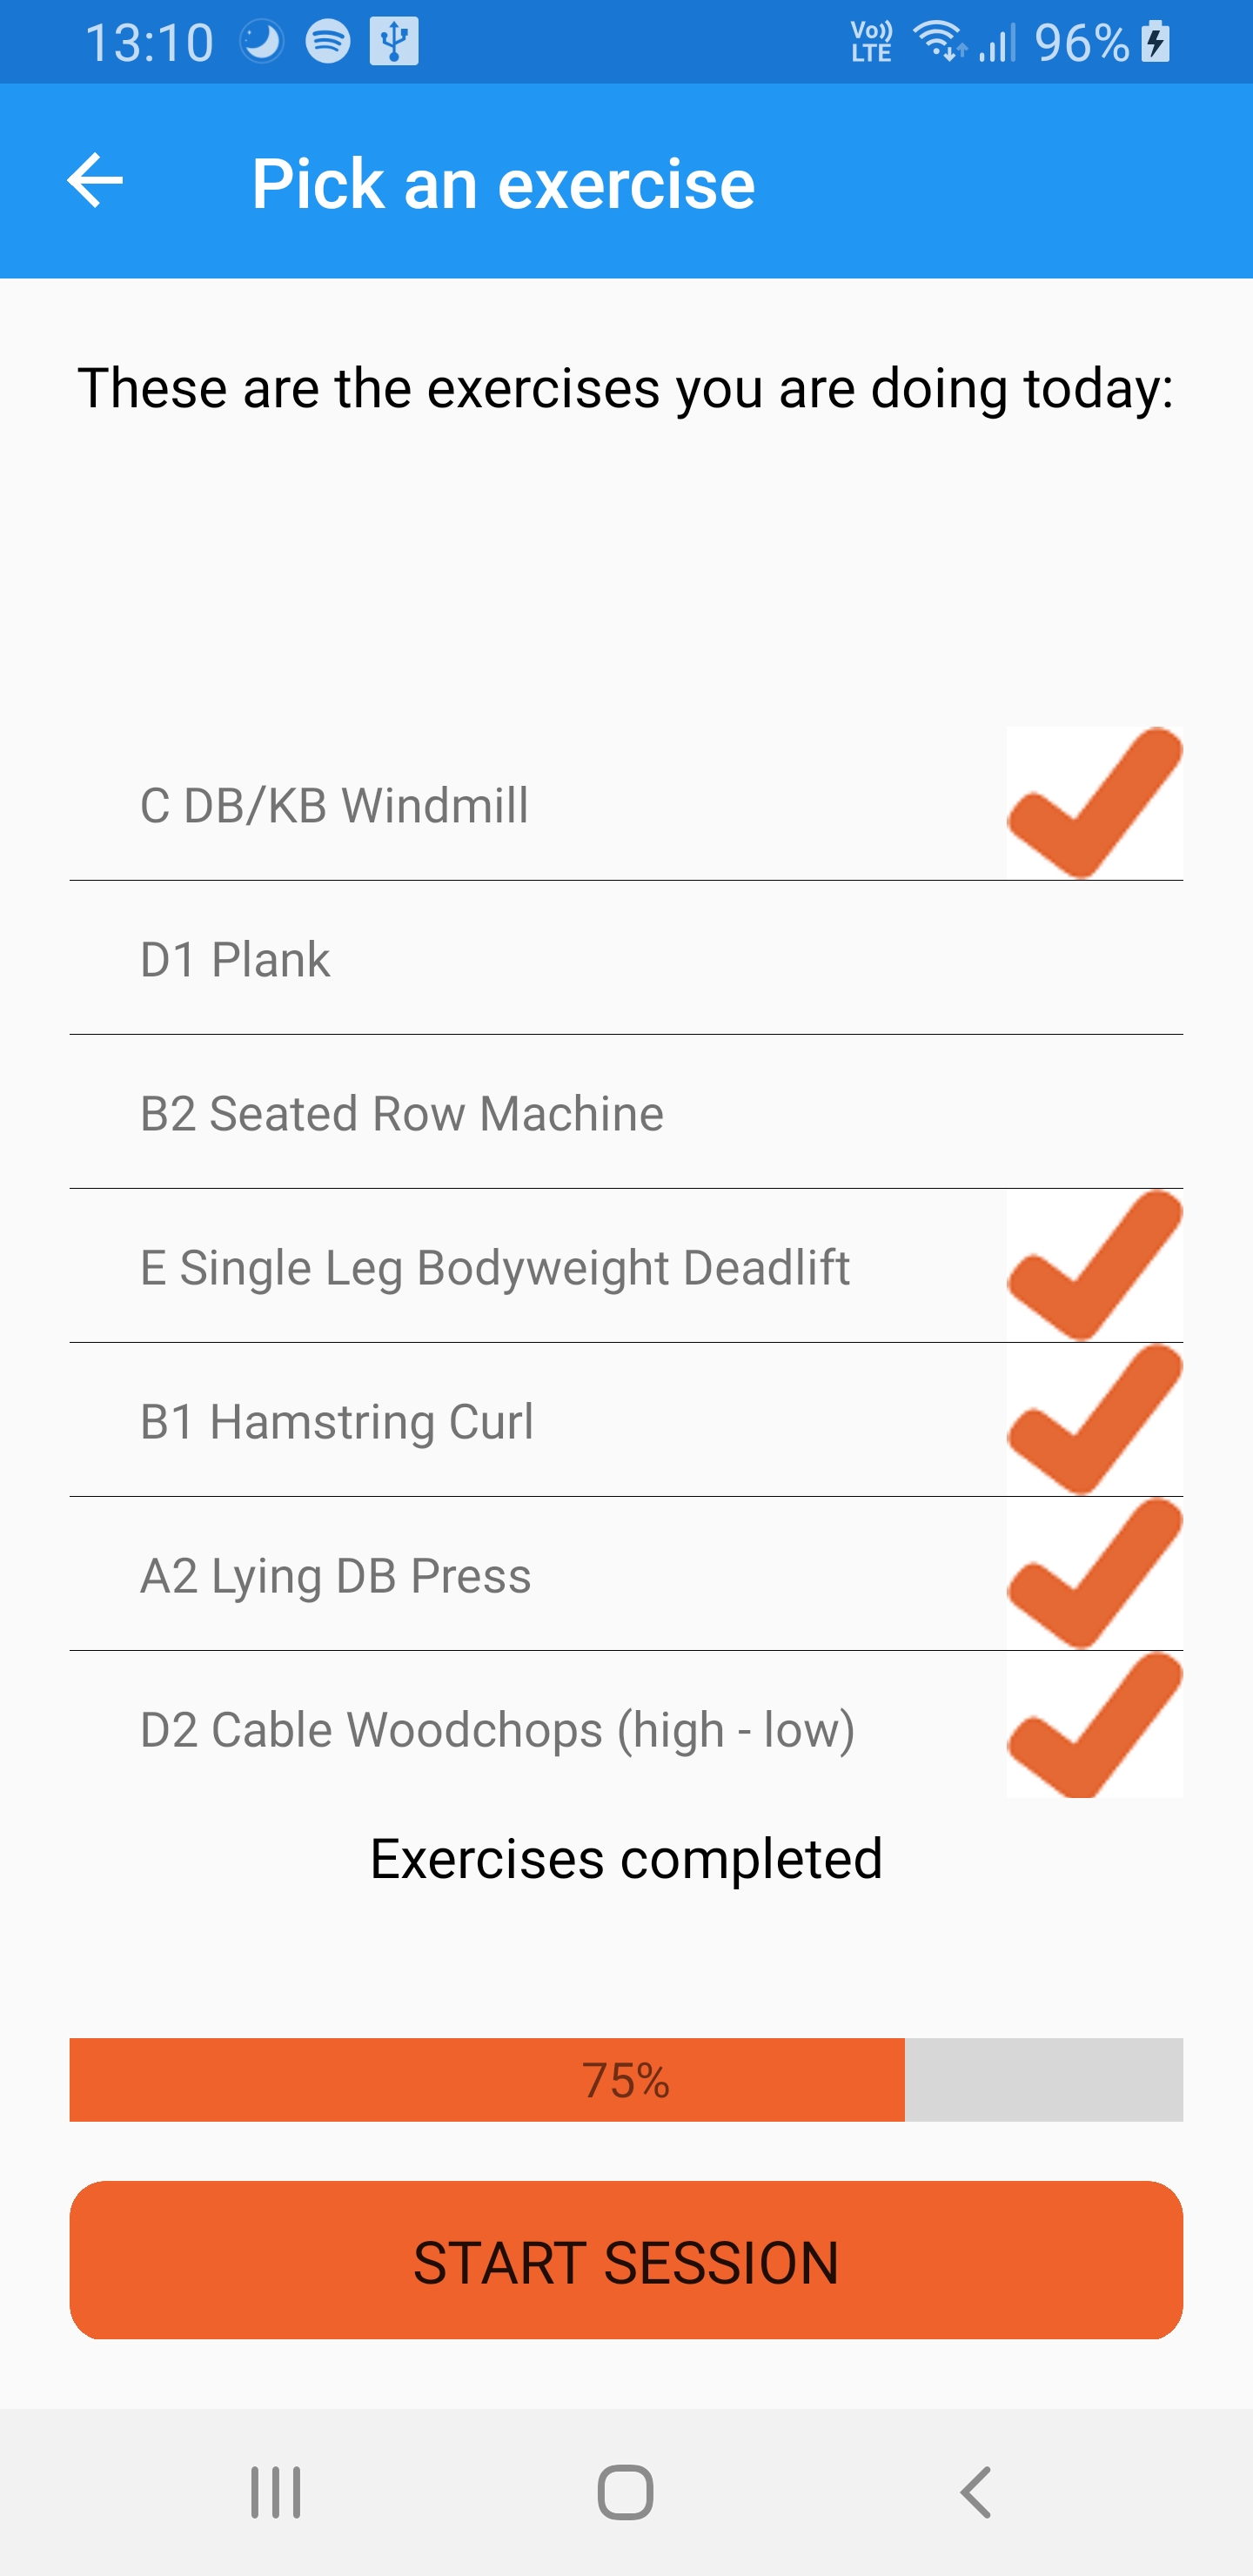 13:10 Vo)) LTE 96%
Pick an exercise
These are the exercises you are doing today:
C DB/KB Windmill
D1 Plank
B2 Seated Row Machine
E Single Leg Bodyweight Deadlift
B1 Hamstring Curl
A2 Lying DB Press
D2 Cable Woodchops (high - low)
Exercises completed
75%
START SESSION